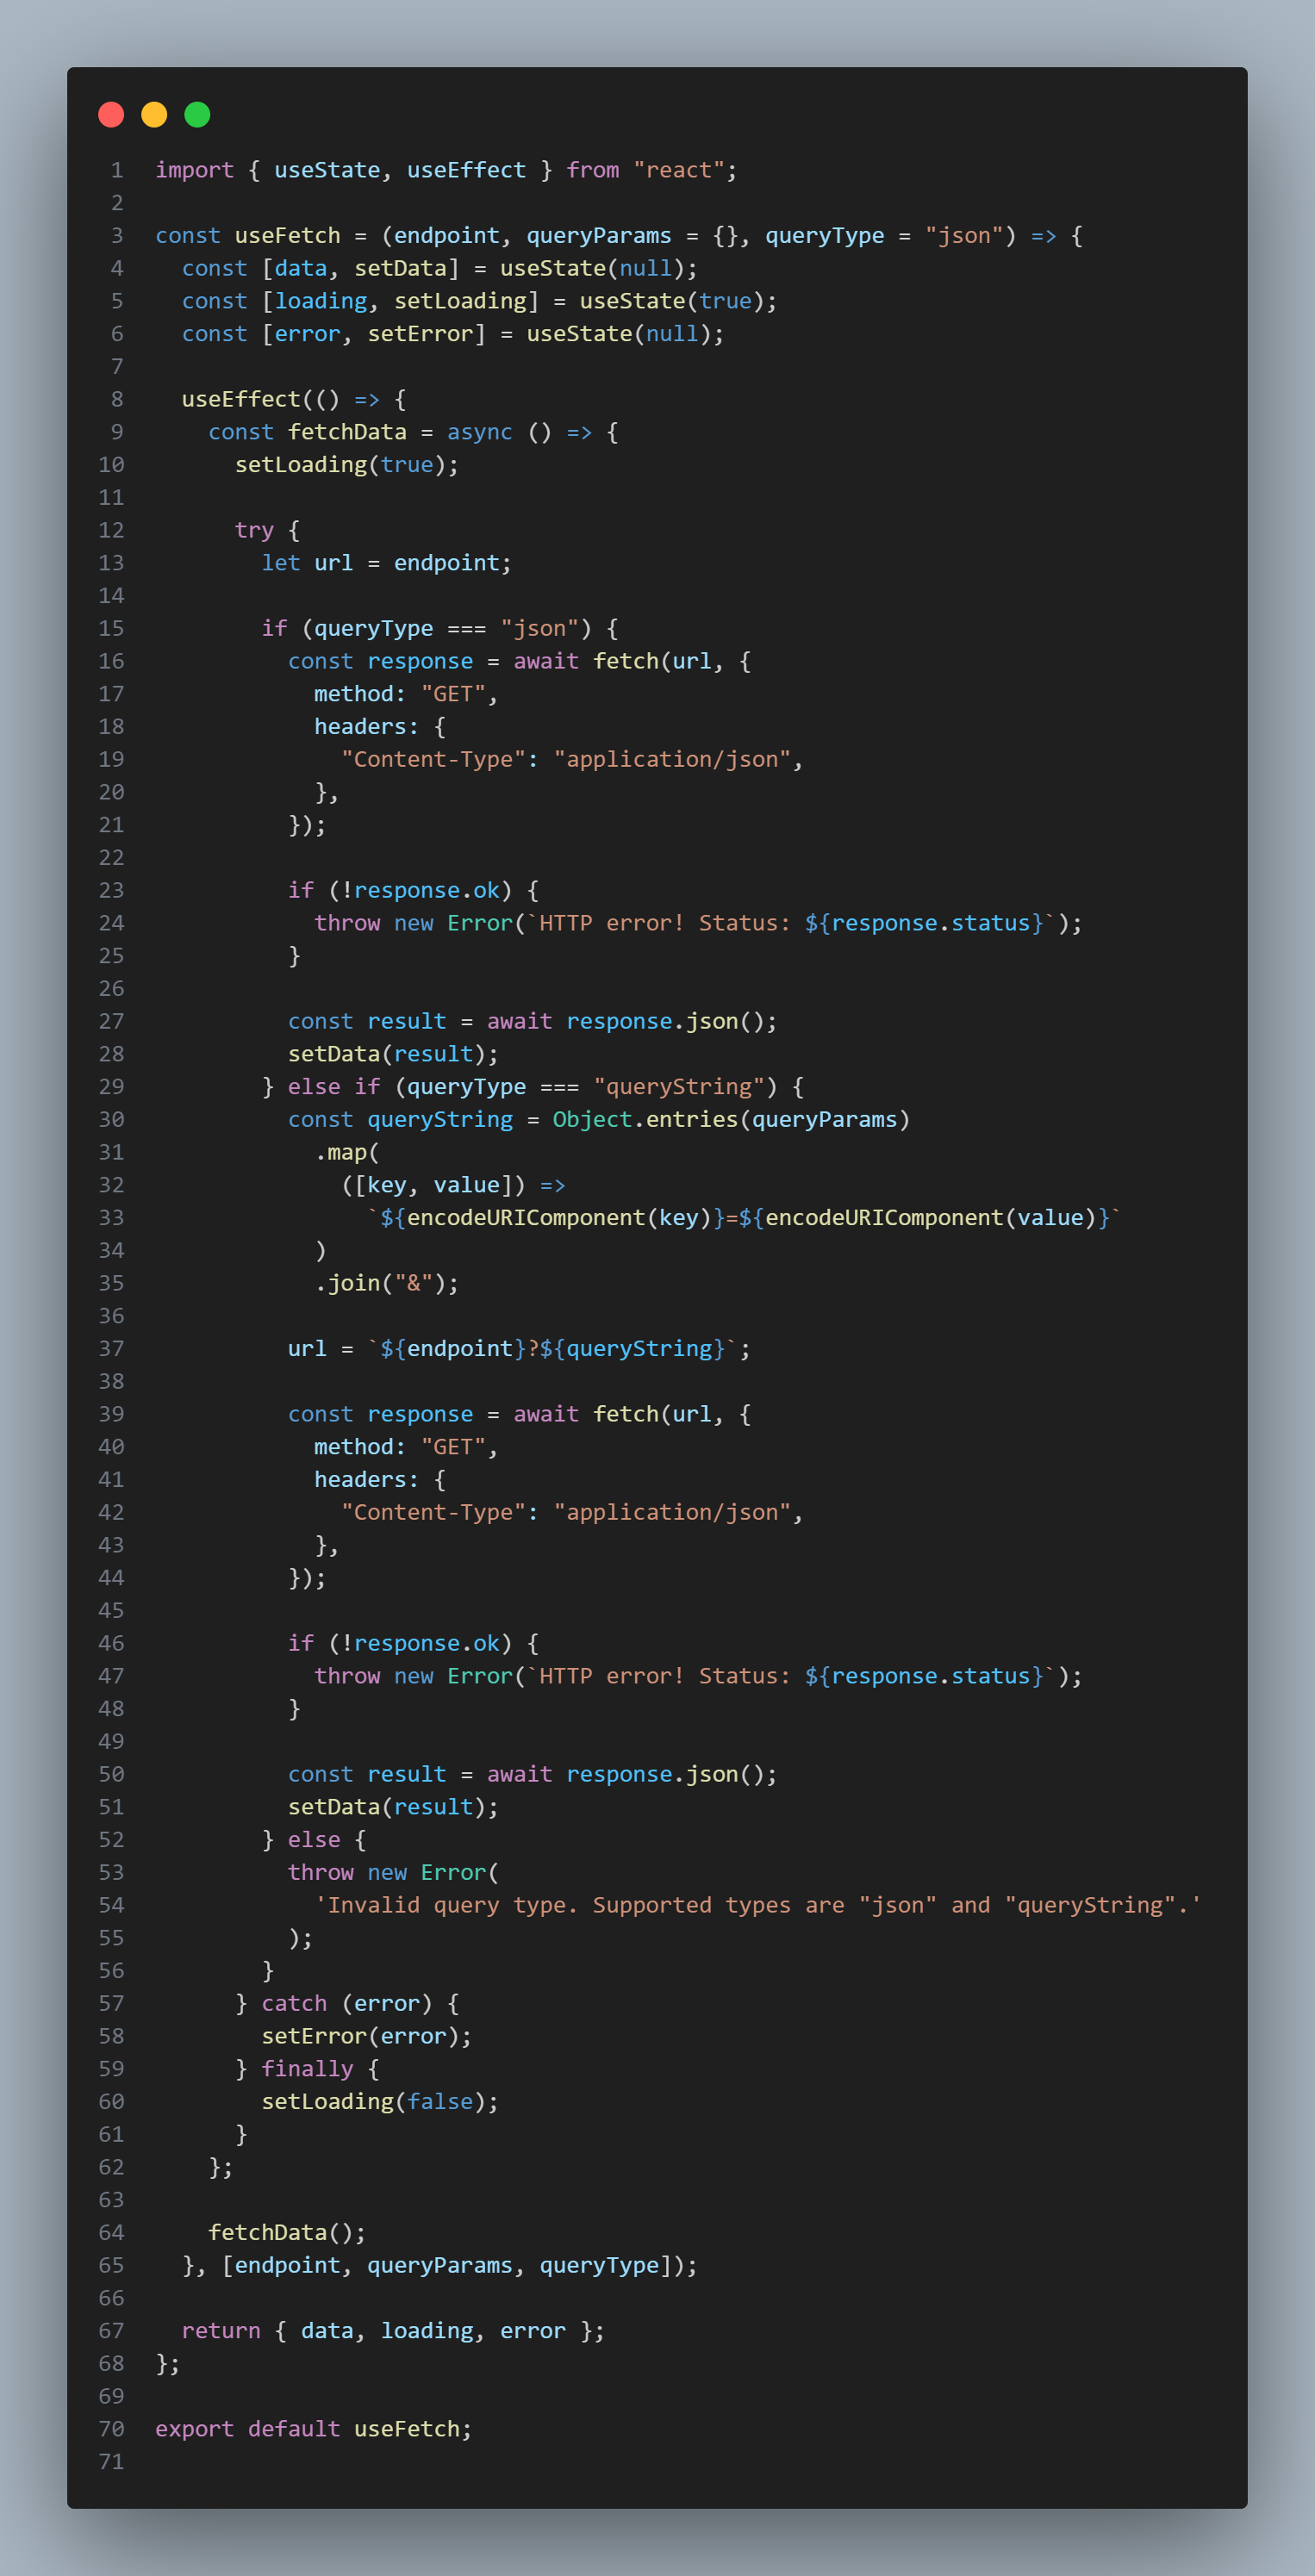 1 import { useState, useEffect } from "react";
2
3 const useFetch = (endpoint, queryParams = {}, queryType = "json") => {
4   const [data, setData] = useState(null);
5   const [loading, setLoading] = useState(true);
6   const [error, setError] = useState(null);
7
8   useEffect(() => {
9     const fetchData = async () => {
10       setLoading(true);
11
12       try {
13         let url = endpoint;
14
15         if (queryType === "json") {
16           const response = await fetch(url, {
17             method: "GET",
18             headers: {
19               "Content-Type": "application/json",
20             },
21           });
22
23           if (!response.ok) {
24             throw new Error(`HTTP error! Status: ${response.status}`);
25           }
26
27           const result = await response.json();
28           setData(result);
29         } else if (queryType === "queryString") {
30           const queryString = Object.entries(queryParams)
31             .map(
32               ([key, value]) =>
33                 `${encodeURIComponent(key)}=${encodeURIComponent(value)}`
34             )
35             .join("&");
36
37           url = `${endpoint}?${queryString}`;
38
39           const response = await fetch(url, {
40             method: "GET",
41             headers: {
42               "Content-Type": "application/json",
43             },
44           });
45
46           if (!response.ok) {
47             throw new Error(`HTTP error! Status: ${response.status}`);
48           }
49
50           const result = await response.json();
51           setData(result);
52         } else {
53           throw new Error(
54             'Invalid query type. Supported types are "json" and "queryString".'
55           );
56         }
57       } catch (error) {
58         setError(error);
59       } finally {
60         setLoading(false);
61       }
62     };
63
64     fetchData();
65   }, [endpoint, queryParams, queryType]);
66
67   return { data, loading, error };
68 };
69
70 export default useFetch;
71